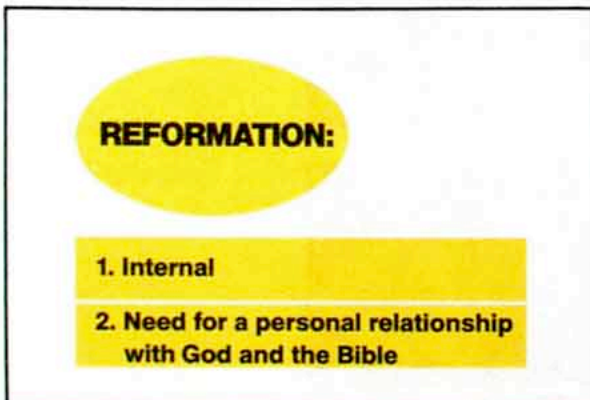 REFORMATION:
1. Internal
2. Need for a personal relationship
with God and the Bible